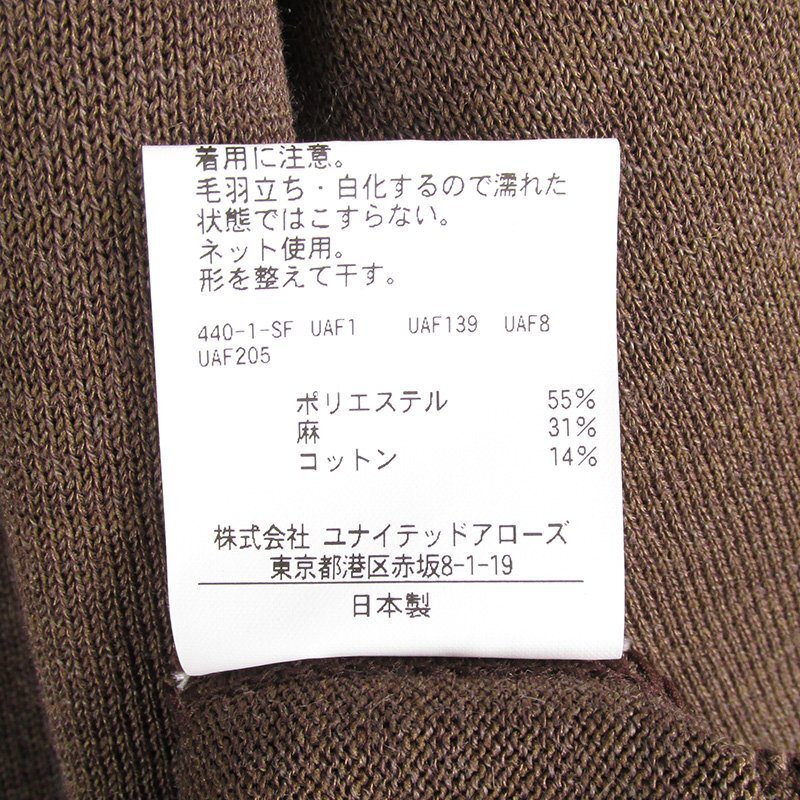 着用に注意。
毛羽立ち・白化するので濡れた
状態ではこすらない。
ネット使用。
形を整えて干す。
440-1-SF UAF1 UAF139 UAF8
UAF205
ポリエステル 55%
麻 31%
コットン 14%
株式会社 ユナイテッドアローズ
東京都港区赤坂8-1-19
日本製